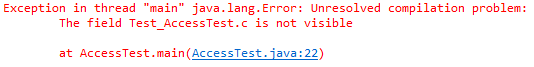 Exception in thread "main" java.lang.Error: Unresolved compilation problem:
The field Test_AccessTest.c is not visible
at AccessTest.main(AccessTest.java:22)